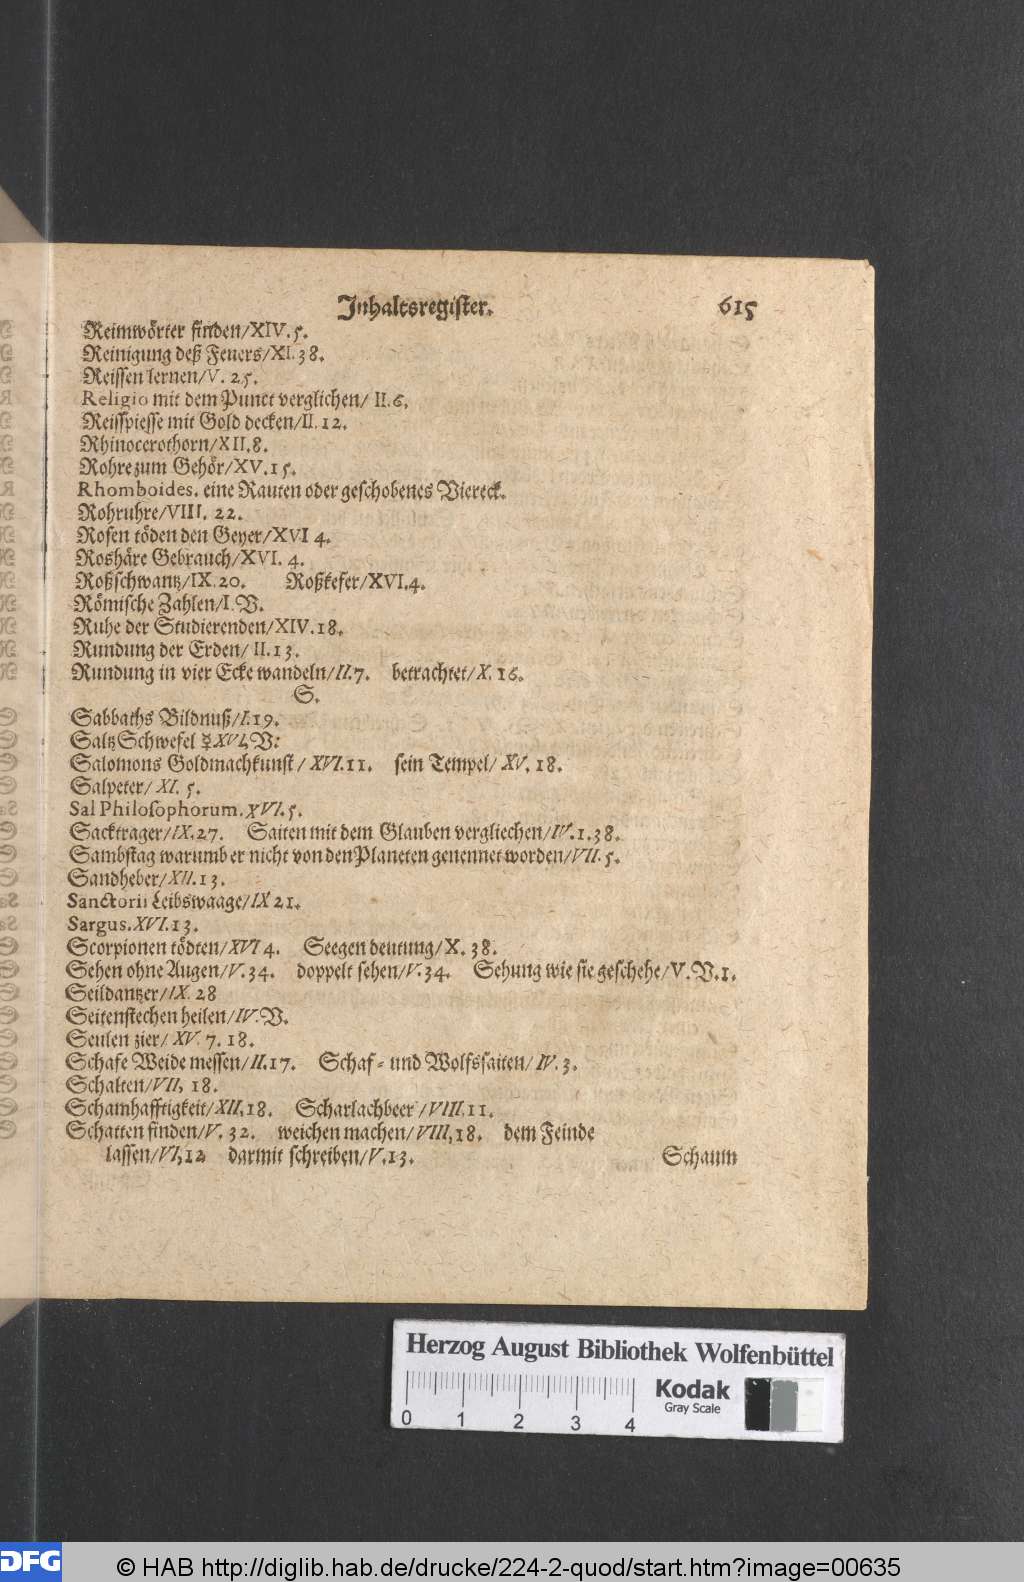 Inhaltsregister. 615
Reimwörter finden/XIV. 5.
Reinigung deß Feuers/XI. 38.
Reissen lernen/V. 25.
Religio mit dem Punct verglichen/ II. 6.
Reisspiesse mit Gold decken/II. 12.
Rhinocerothorn/XII. 8.
Rohre zum Gehör/XV. 15.
Rhomboides. eine Rauten oder geschobenes Viereck.
Rohruhre/VIII. 22.
Rosen töden den Geyer/XVI 4.
Roshäre Gebrauch/XVI. 4.
Roßschwantz/IX. 20. Roßkefer/XVI. 4.
Römische Zahlen/I. V.
Ruhe der Studierenden/XIV. 18.
Rundung der Erden/ II. 13.
Rundung in vier Ecke wandeln/II. 7. betrachtet/X. 16.
S.
Sabbaths Bildnuß/I. 19.
Saltz Schwefel ☿ XVI, V:
Salomons Goldmachkunst/ XVI. 11. sein Tempel/ XV. 18.
Salpeter/ XI. 5.
Sal Philosophorum. XVI. 5.
Sacktrager/IX. 27. Saiten mit dem Glauben vergliechen/IV. 1. 38.
Sambstag warumb er nicht von den Planeten genennet worden/VII. 5.
Sandheber/XII. 13.
Sanctorii Leibswaage/IX 21.
Sargus. XVI. 13.
Scorpionen tödten/XVI 4. Seegen deutung/X. 38.
Sehen ohne Augen/V. 34. doppelt sehen/V. 34. Sehung wie sie geschehe/V. V. 1.
Seildantzer/IX. 28
Seitenstechen heilen/IV. V.
Seulen zier/ XV. 7. 18.
Schafe Weide messen/II. 17. Schaf- und Wolfssaiten/ IV. 3.
Schalten/VII, 18.
Schamhafftigkeit/XII, 18. Scharlachbeer/VIII. 11.
Schatten finden/V. 32. weichen machen/VIII, 18. dem Feinde
lassen/VI, 12 darmit schreiben/V. 13. Schaum
Herzog August Bibliothek Wolfenbüttel
0 1 2 3 4 Kodak
Gray Scale
DFG © HAB http://diglib.hab.de/drucke/224-2-quod/start.htm?image=00635